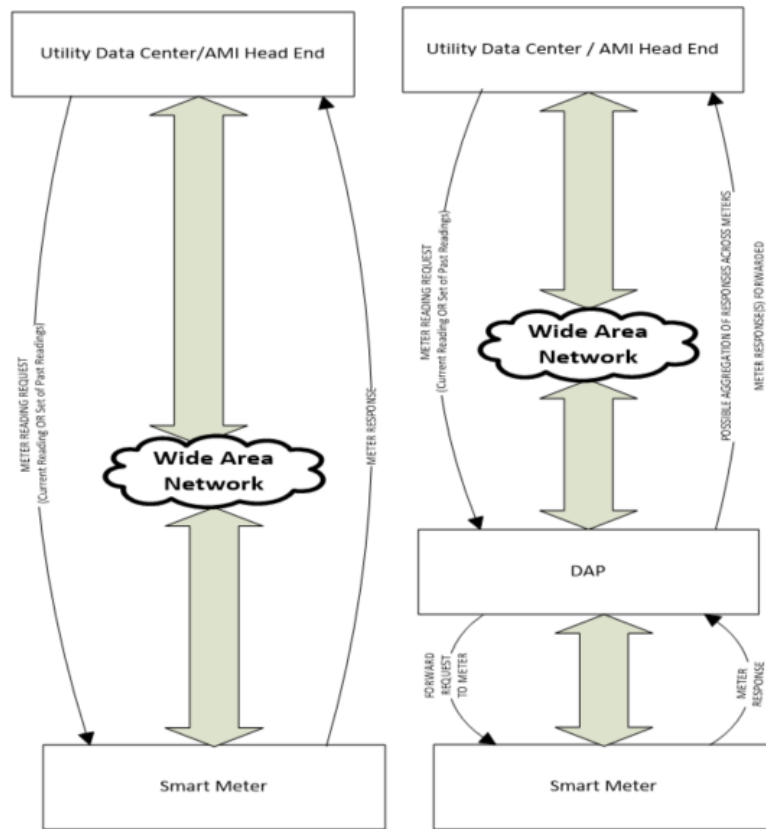 Utility Data Center/AMI Head End
METER READING REQUEST
(Current Reading OR Set of Past Readings)
Wide Area
Network
METER RESPONSE
Smart Meter
Utility Data Center / AMI Head End
METER READING REQUEST
(Current Reading OR Set of Past Readings)
Wide Area
Network
POSSIBLE AGGREGATION OF RESPONSES ACROSS METERS
METER RESPONSE(S) FORWARDED
DAP
FORWARD
REQUEST
TO METER
METER
RESPONSE
Smart Meter